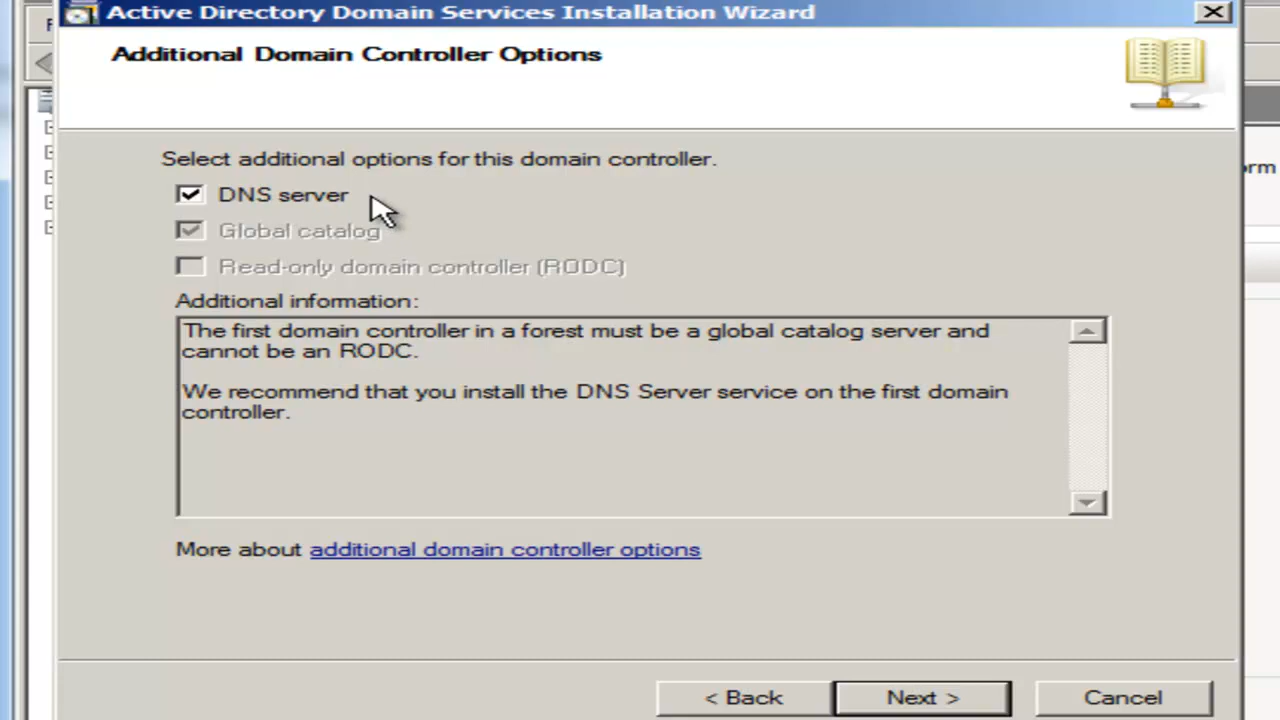 Active Directory Domain Services Installation Wizard
Additional Domain Controller Options
Select additional options for this domain controller.
DNS server
Global catalog
Read-only domain controller (RODC)
Additional information:
The first domain controller in a forest must be a global catalog server and
cannot be an RODC.
We recommend that you install the DNS Server service on the first domain
controller.
More about additional domain controller options
< Back
Next >
Cancel